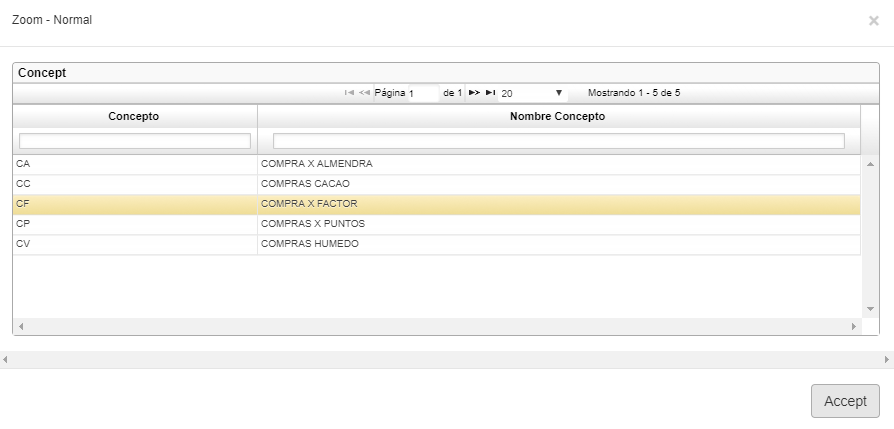 Zoom - Normal
Concept
Página 1 de 1 20 Mostrando 1 - 5 de 5
Concepto Nombre Concepto
CA COMPRA X ALMENDRA
CC COMPRAS CACAO
CF COMPRA X FACTOR
CP COMPRAS X PUNTOS
CV COMPRAS HUMEDO
Accept